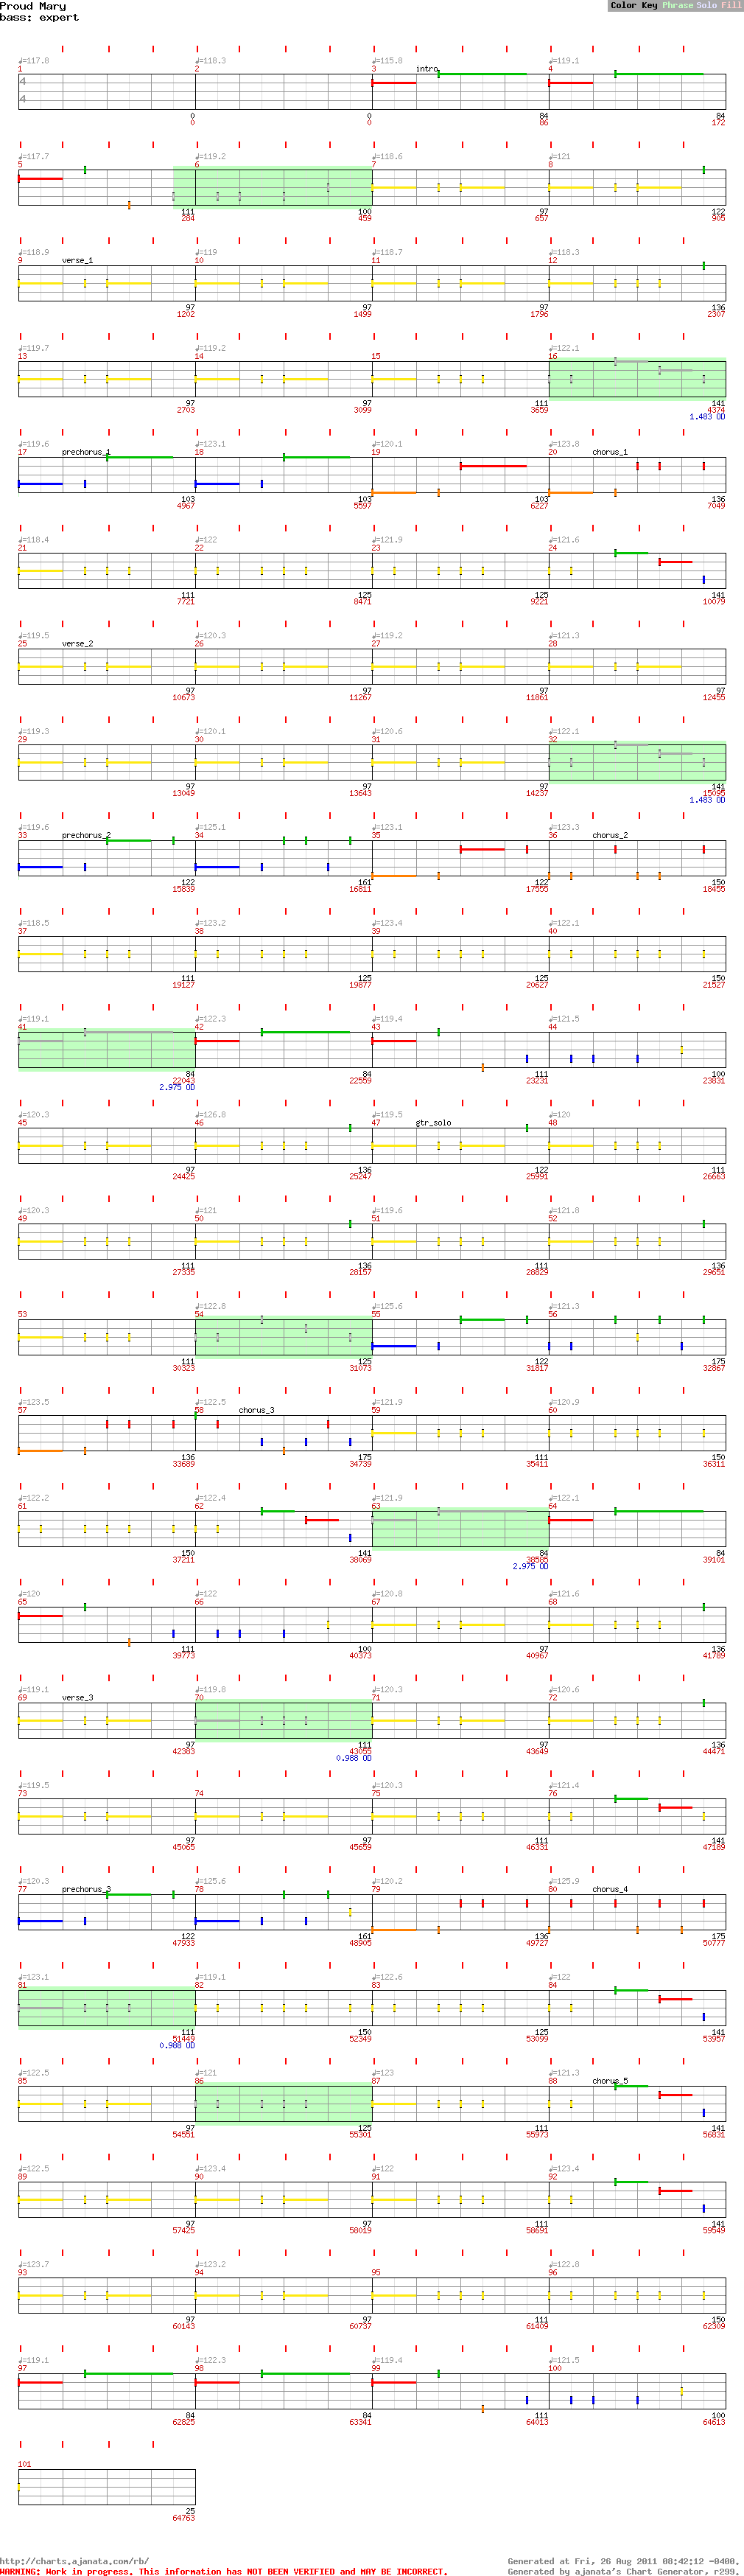 Proud Mary
bass: expert
Color Key Phrase Solo Fill
♩=117.8 ♩=118.3 ♩=115.8 ♩=119.1
1 2 3 intro 4
4
4
0 0 84 84
0 0 86 172
♩=117.7 ♩=119.2 ♩=118.6 ♩=121
5 6 7 8
111 100 97 122
284 459 657 905
♩=118.9 ♩=119 ♩=118.7 ♩=118.3
9 verse_1 10 11 12
97 97 97 136
1202 1499 1796 2307
♩=119.7 ♩=119.2 ♩=122.1
13 14 15 16
97 97 111 141
2703 3099 3659 4374
1.483 OD
♩=119.6 ♩=123.1 ♩=120.1 ♩=123.8
17 prechorus_1 18 19 20 chorus_1
103 103 103 136
4967 5597 6227 7049
♩=118.4 ♩=122 ♩=121.9 ♩=121.6
21 22 23 24
111 125 125 141
7721 8471 9221 10079
♩=119.5 ♩=120.3 ♩=119.2 ♩=121.3
25 verse_2 26 27 28
97 97 97 97
10673 11267 11861 12455
♩=119.3 ♩=120.1 ♩=120.6 ♩=122.1
29 30 31 32
97 97 97 141
13049 13643 14237 15095
1.483 OD
♩=119.6 ♩=125.1 ♩=123.1 ♩=123.3
33 prechorus_2 34 35 36 chorus_2
122 161 122 150
15839 16811 17555 18455
♩=118.5 ♩=123.2 ♩=123.4 ♩=122.1
37 38 39 40
111 125 125 150
19127 19877 20627 21527
♩=119.1 ♩=122.3 ♩=119.4 ♩=121.5
41 42 43 44
84 84 111 100
22043 22559 23231 23831
2.975 OD
♩=120.3 ♩=126.8 ♩=119.5 ♩=120
45 46 47 gtr_solo 48
97 136 122 111
24425 25247 25991 26663
♩=120.3 ♩=121 ♩=119.6 ♩=121.8
49 50 51 52
111 136 111 136
27335 28157 28829 29651
♩=122.8 ♩=125.6 ♩=121.3
53 54 55 56
111 125 122 175
30323 31073 31817 32867
♩=123.5 ♩=122.5 ♩=121.9 ♩=120.9
57 58 chorus_3 59 60
136 175 111 150
33689 34739 35411 36311
♩=122.2 ♩=122.4 ♩=121.9 ♩=122.1
61 62 63 64
150 141 84 84
37211 38069 38585 39101
2.975 OD
♩=120 ♩=122 ♩=120.8 ♩=121.6
65 66 67 68
111 100 97 136
39773 40373 40967 41789
♩=119.1 ♩=119.8 ♩=120.3 ♩=120.6
69 verse_3 70 71 72
97 111 97 136
42383 43055 43649 44471
0.988 OD
♩=119.5 ♩=120.3 ♩=121.4
73 74 75 76
97 97 111 141
45065 45659 46331 47189
♩=120.3 ♩=125.6 ♩=120.2 ♩=125.9
77 prechorus_3 78 79 80 chorus_4
122 161 136 175
47933 48905 49727 50777
♩=123.1 ♩=119.1 ♩=122.6 ♩=122
81 82 83 84
111 150 125 141
51449 52349 53099 53957
0.988 OD
♩=122.5 ♩=121 ♩=123 ♩=121.3
85 86 87 88 chorus_5
97 125 111 141
54551 55301 55973 56831
♩=122.5 ♩=123.4 ♩=122 ♩=123.4
89 90 91 92
97 97 111 141
57425 58019 58691 59549
♩=123.7 ♩=123.2 ♩=122.8
93 94 95 96
97 97 111 150
60143 60737 61409 62309
♩=119.1 ♩=122.3 ♩=119.4 ♩=121.5
97 98 99 100
84 84 111 100
62825 63341 64013 64613
101
25
64763
http://charts.ajanata.com/rb/ Generated at Fri, 26 Aug 2011 08:42:12 -0400.
WARNING: Work in progress. This information has NOT BEEN VERIFIED and MAY BE INCORRECT. Generated by ajanata's Chart Generator, r299.